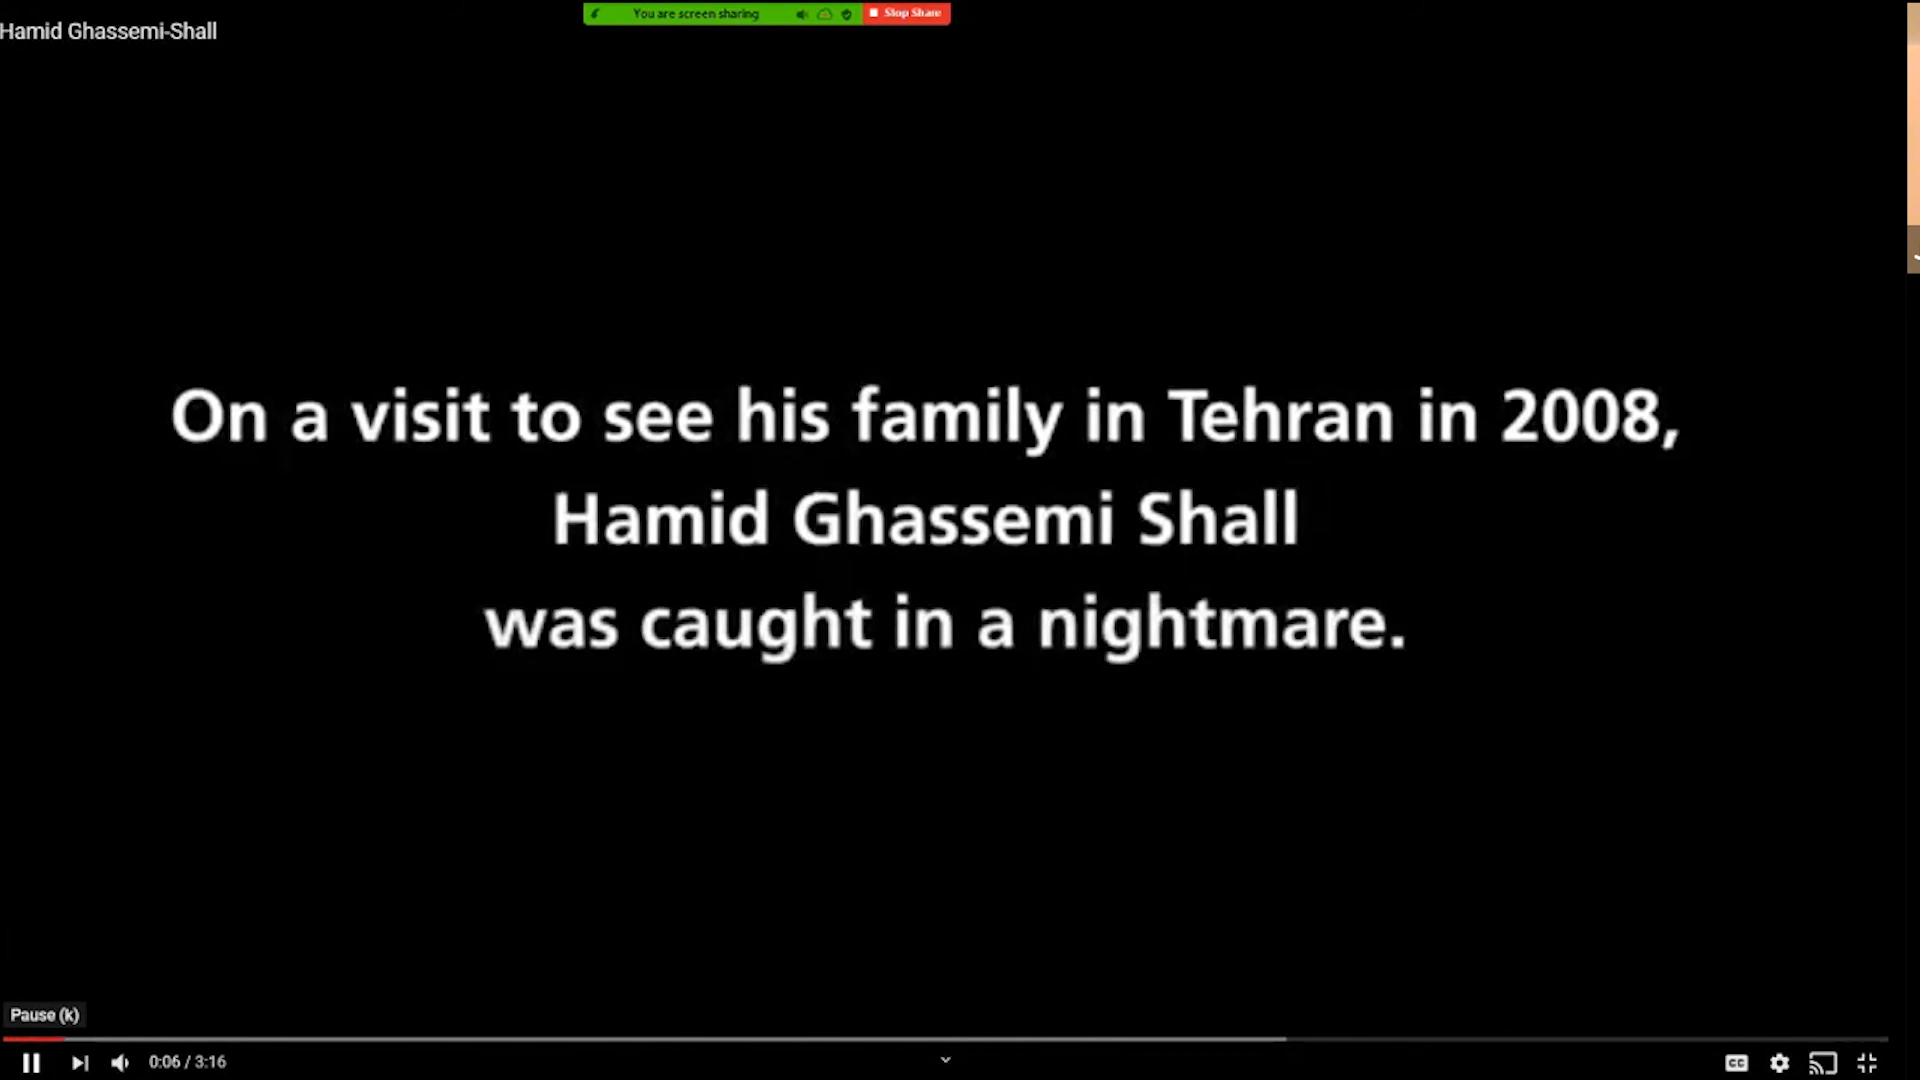 You are screen sharing
Stop Share
Hamid Ghassemi-Shall
On a visit to see his family in Tehran in 2008,
Hamid Ghassemi Shall
was caught in a nightmare.
Pause (k)
0:06 / 3:16
CC